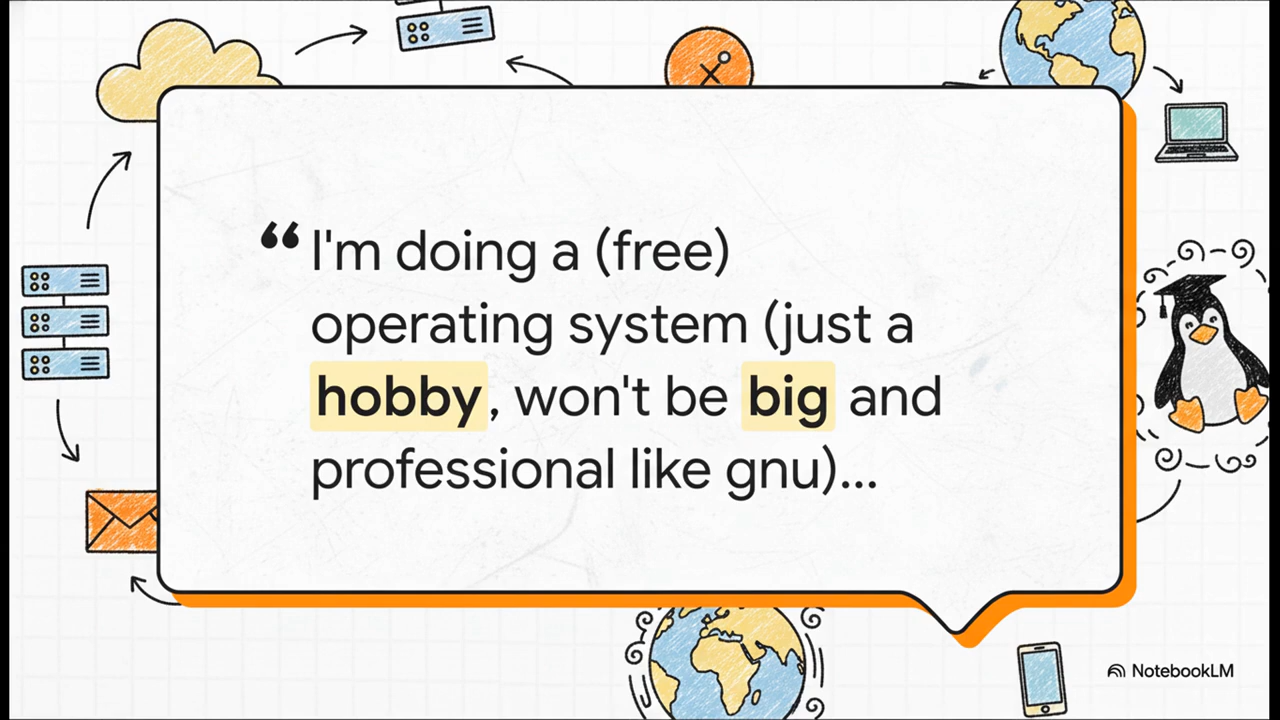 “I'm doing a (free)
operating system (just a
hobby, won't be big and
professional like gnu)...
NotebookLM